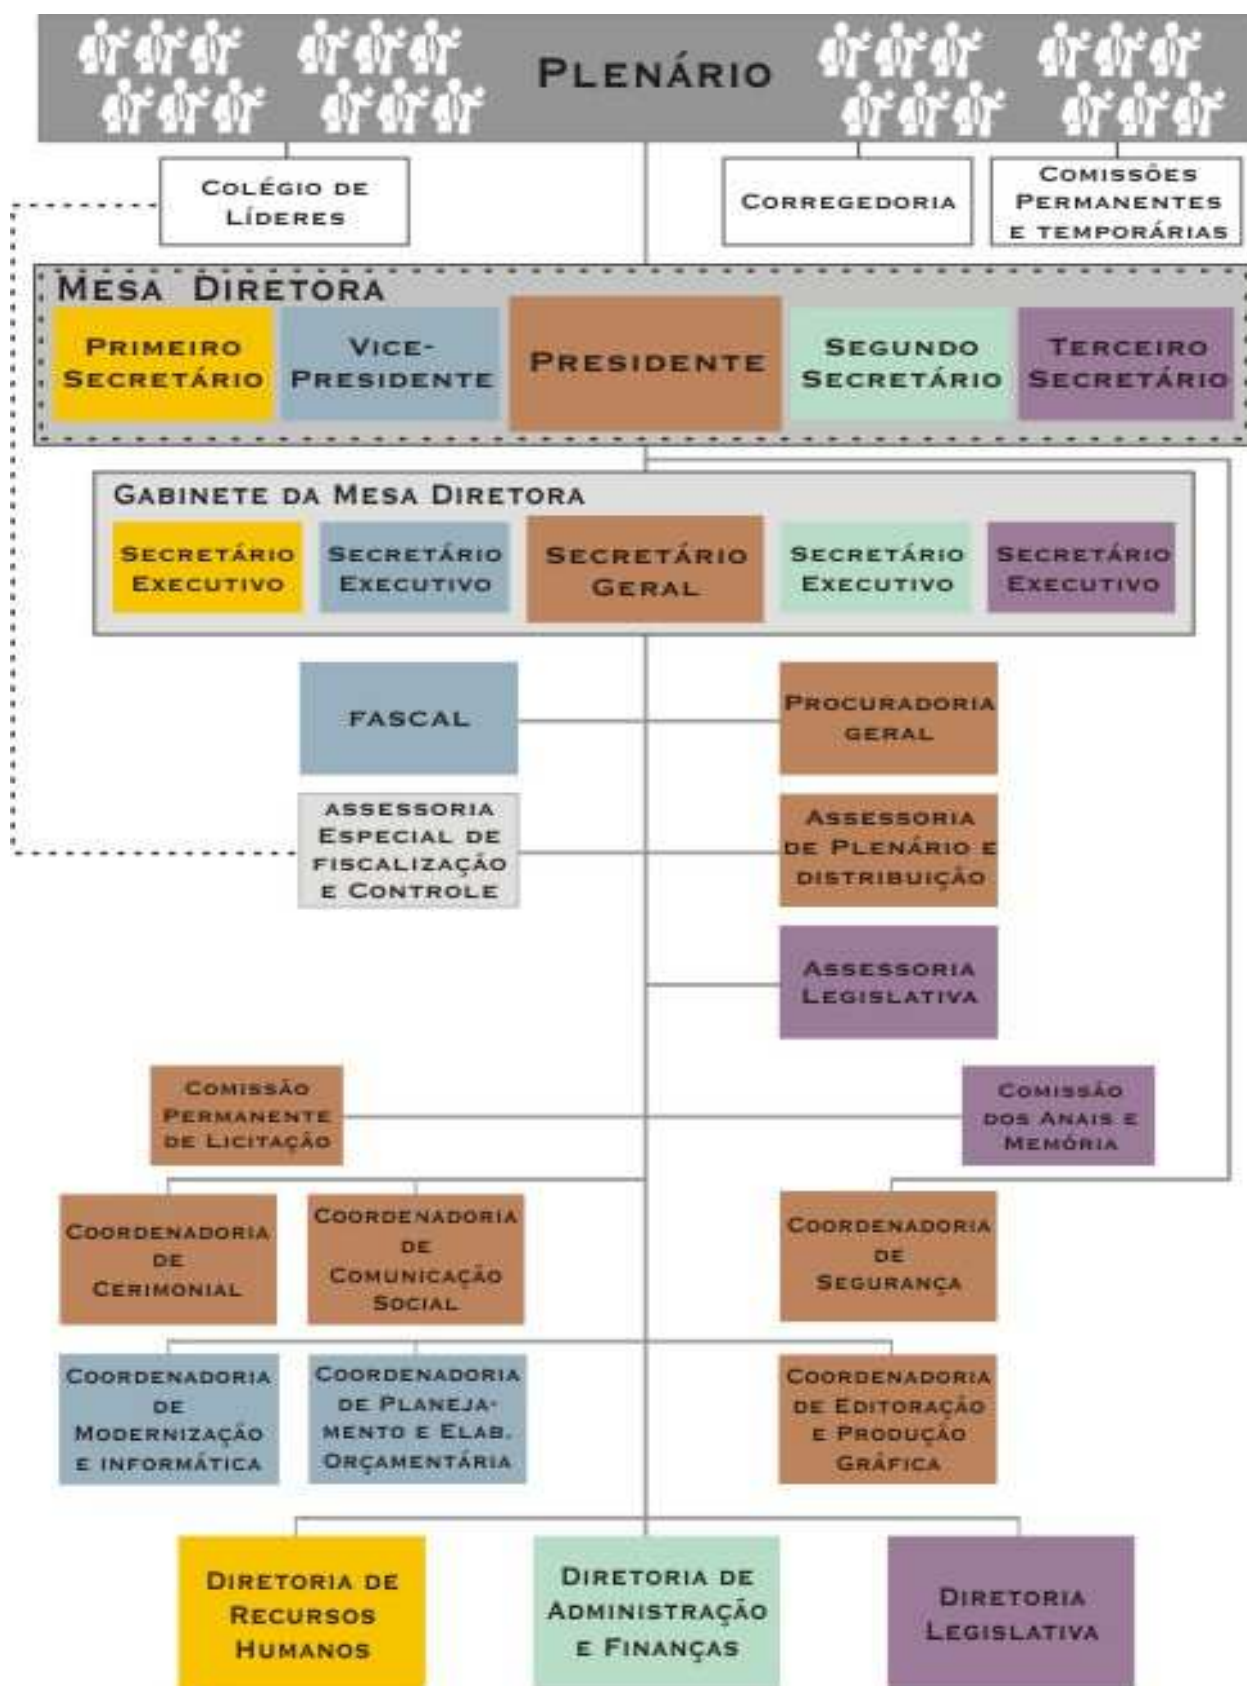 PLENÁRIO
COLÉGIO DE
LÍDERES
CORREGEDORIA
COMISSÕES
PERMANENTES
E TEMPORÁRIAS
MESA DIRETORA
PRIMEIRO
SECRETÁRIO
VICE-
PRESIDENTE
PRESIDENTE
SEGUNDO
SECRETÁRIO
TERCEIRO
SECRETÁRIO
GABINETE DA MESA DIRETORA
SECRETÁRIO
EXECUTIVO
SECRETÁRIO
EXECUTIVO
SECRETÁRIO
GERAL
SECRETÁRIO
EXECUTIVO
SECRETÁRIO
EXECUTIVO
FASCAL
PROCURADORIA
GERAL
ASSESSORIA
ESPECIAL DE
FISCALIZAÇÃO
E CONTROLE
ASSESSORIA
DE PLENÁRIO E
DISTRIBUIÇÃO
ASSESSORIA
LEGISLATIVA
COMISSÃO
PERMANENTE
DE LICITAÇÃO
COMISSÃO
DOS ANAIS E
MEMÓRIA
COORDENADORIA
DE
CERIMONIAL
COORDENADORIA
DE
COMUNICAÇÃO
SOCIAL
COORDENADORIA
DE
SEGURANÇA
COORDENADORIA
DE
MODERNIZAÇÃO
E INFORMÁTICA
COORDENADORIA
DE PLANEJA-
MENTO E ELAB.
ORÇAMENTÁRIA
COORDENADORIA
DE EDITORAÇÃO
E PRODUÇÃO
GRÁFICA
DIRETORIA DE
RECURSOS
HUMANOS
DIRETORIA DE
ADMINISTRAÇÃO
E FINANÇAS
DIRETORIA
LEGISLATIVA